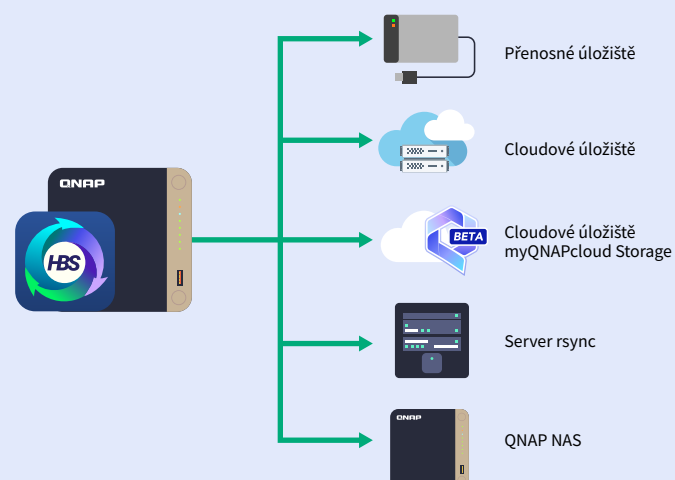 Přenosné úložiště
Cloudové úložiště
QNAP
HBS
BETA
Cloudové úložiště
myQNAPcloud Storage
Server rsync
QNAP
QNAP NAS